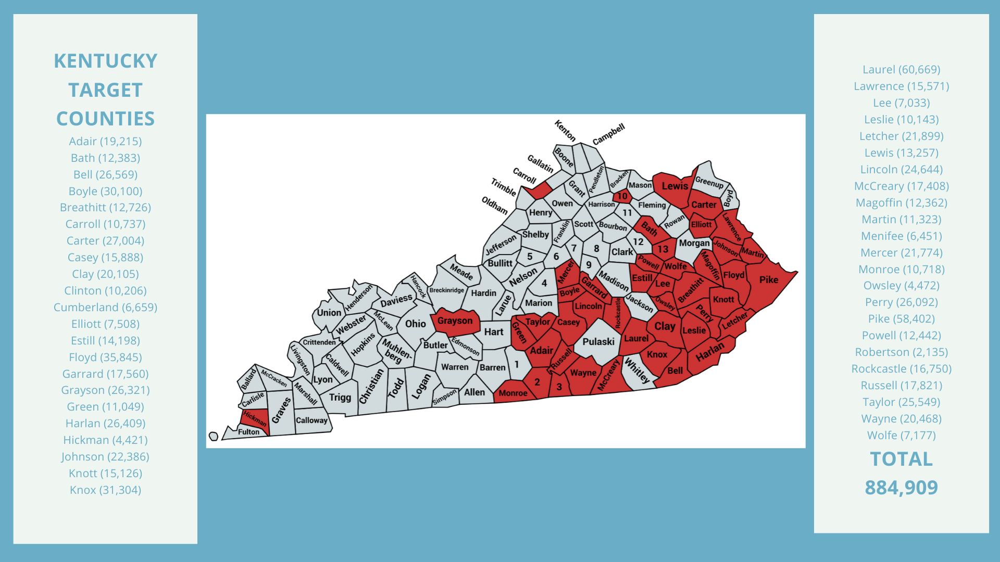 KENTUCKY
TARGET
COUNTIES
Adair (19,215)
Bath (12,383)
Bell (26,569)
Boyle (30,100)
Breathitt (12,726)
Carroll (10,737)
Carter (27,004)
Casey (15,888)
Clay (20,105)
Clinton (10,206)
Cumberland (6,659)
Elliott (7,508)
Estill (14,198)
Floyd (35,845)
Garrard (17,560)
Grayson (26,321)
Green (11,049)
Harlan (26,409)
Hickman (4,421)
Johnson (22,386)
Knott (15,126)
Knox (31,304)
Kenton
Campbell
Boone
Gallatin
Carroll
Trimble
Oldham
Grant
Pendleton
Bracken
Mason
Lewis
Greenup
Boyd
10
Carter
Owen
Harrison
Fleming
Henry
11
Lawrence
Scott
Bourbon
Bath
Rowan
Elliott
Franklin
Shelby
Jefferson
12
Morgan
7
8
Clark
13
Johnson
Martin
5
6
Bullitt
9
Powell
Wolfe
Magoffin
Meade
Nelson
Mercer
Madison
Estill
Lee
Floyd
Pike
4
Garrard
Breathitt
Hancock
Breckinridge
Hardin
Boyle
Henderson
Daviess
Larue
Marion
Lincoln
Rockcastle
Jackson
Owsley
Knott
Union
Webster
McLean
Ohio
Grayson
Green
Taylor
Casey
Clay
Perry
Leslie
Letcher
Hart
Crittenden
Hopkins
Muhlen-
berg
Butler
Edmonson
Pulaski
Laurel
Livingston
Caldwell
Adair
Russell
Knox
Harlan
Warren
Barren
1
Wayne
McCreary
Whitley
Bell
Ballard
McCracken
Lyon
Christian
Todd
Logan
2
3
Marshall
Trigg
Simpson
Allen
Monroe
Carlisle
Graves
Calloway
Hickman
Fulton
Laurel (60,669)
Lawrence (15,571)
Lee (7,033)
Leslie (10,143)
Letcher (21,899)
Lewis (13,257)
Lincoln (24,644)
McCreary (17,408)
Magoffin (12,362)
Martin (11,323)
Menifee (6,451)
Mercer (21,774)
Monroe (10,718)
Owsley (4,472)
Perry (26,092)
Pike (58,402)
Powell (12,442)
Robertson (2,135)
Rockcastle (16,750)
Russell (17,821)
Taylor (25,549)
Wayne (20,468)
Wolfe (7,177)
TOTAL
884,909